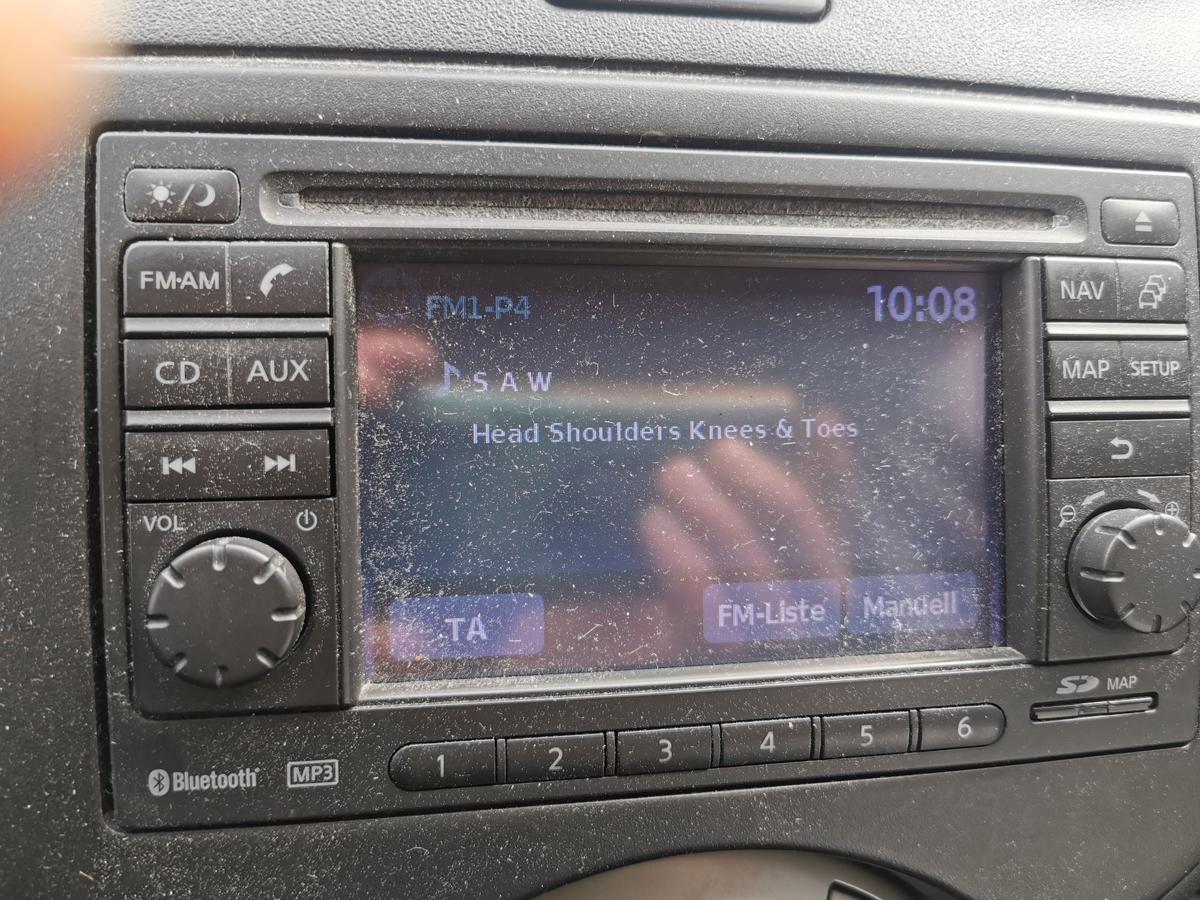 FM·AM
CD AUX
VOL
FM1-P4 10:08
S A W
Head Shoulders Knees & Toes
TA FM-Liste Manuell
NAV
MAP SETUP
SD MAP
Bluetooth MP3
1 2 3 4 5 6